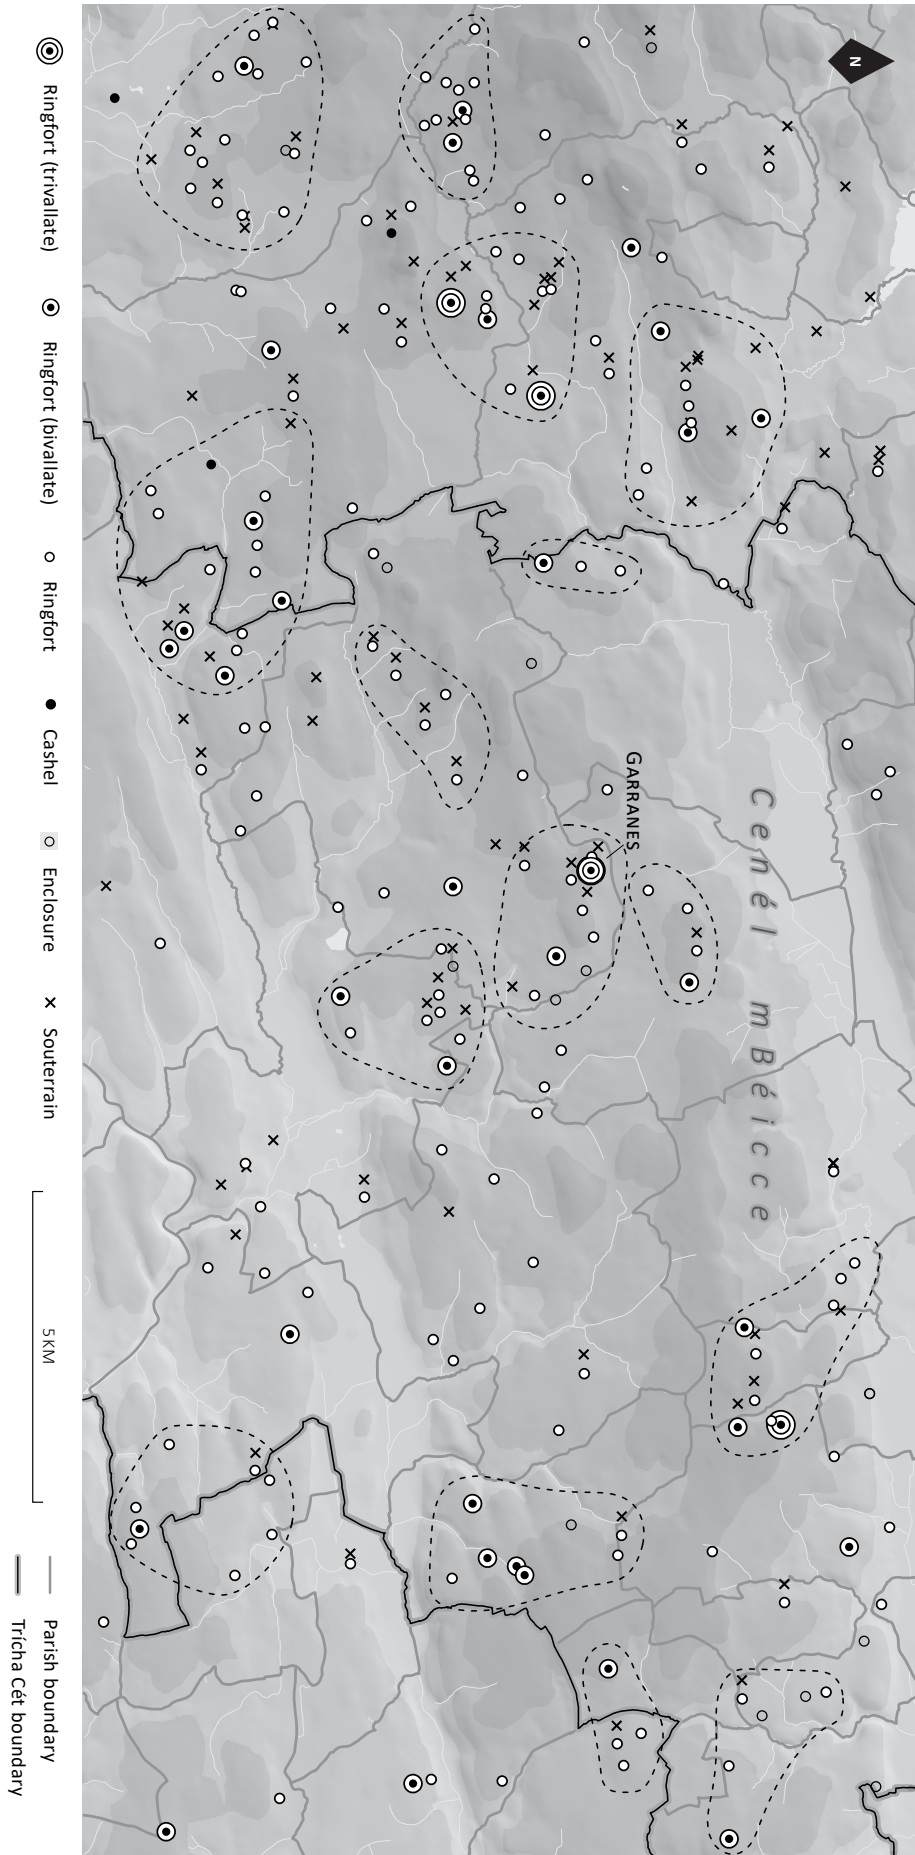 N
GARRANES
Cenél mBéicce
Ringfort (trivallate)
Ringfort (bivallate)
Ringfort
Cashel
Enclosure
Souterrain
5KM
Parish boundary
Trícha Cét boundary